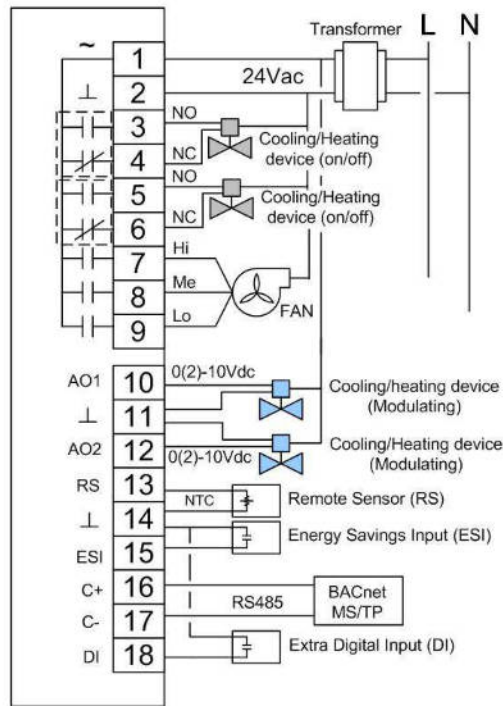 Transformer
L
N
~
1
24Vac
⊥
2
3
NO
Cooling/Heating
device (on/off)
4
NC
5
NO
Cooling/Heating
device (on/off)
6
NC
7
Hi
8
Me
FAN
9
Lo
AO1
10
0(2)-10Vdc
Cooling/heating device
(Modulating)
⊥
11
AO2
12
0(2)-10Vdc
Cooling/Heating device
(Modulating)
RS
13
NTC
Remote Sensor (RS)
⊥
14
Energy Savings Input (ESI)
ESI
15
C+
16
RS485
BACnet
MS/TP
C-
17
DI
18
Extra Digital Input (DI)